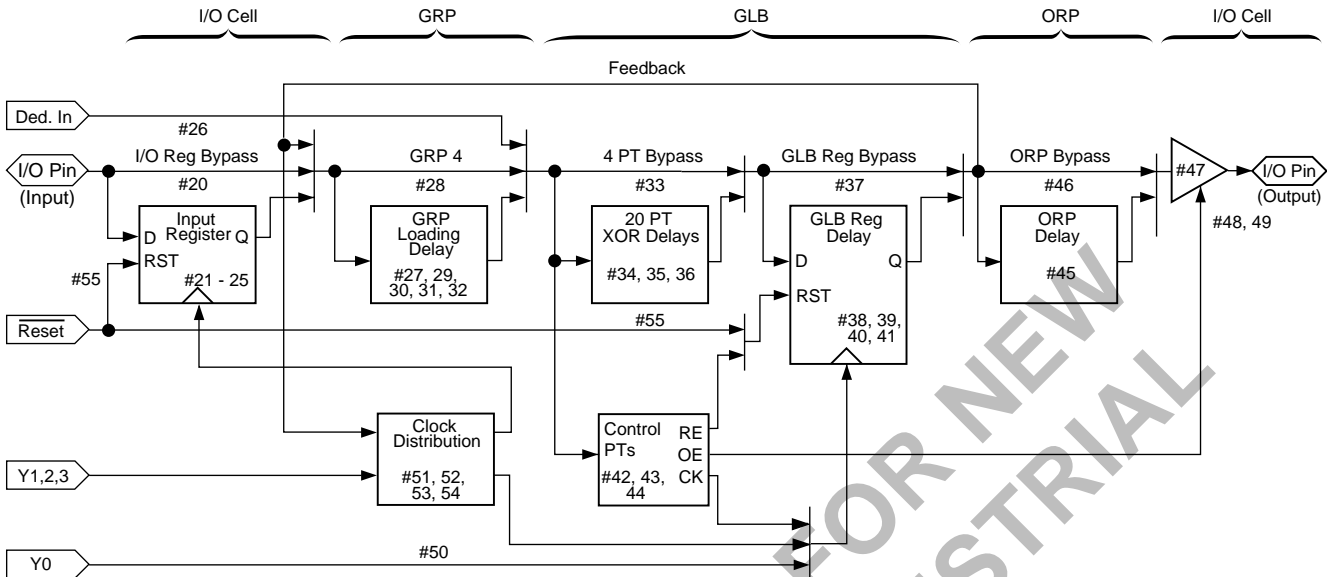 I/O Cell
GRP
GLB
ORP
I/O Cell
Feedback
Ded. In
#26
I/O Reg Bypass
GRP 4
4 PT Bypass
GLB Reg Bypass
ORP Bypass
I/O Pin
(Input)
#20
#28
#33
#37
#46
#47
I/O Pin
(Output)
Input
Register
D
Q
RST
#21 - 25
GRP
Loading
Delay
#27, 29,
30, 31, 32
20 PT
XOR Delays
#34, 35, 36
GLB Reg
Delay
D
Q
RST
#38, 39,
40, 41
ORP
Delay
#45
#48, 49
#55
Reset
#55
Clock
Distribution
#51, 52,
53, 54
Control
PTs
RE
OE
CK
#42, 43,
44
Y1,2,3
Y0
#50
FOR NEW